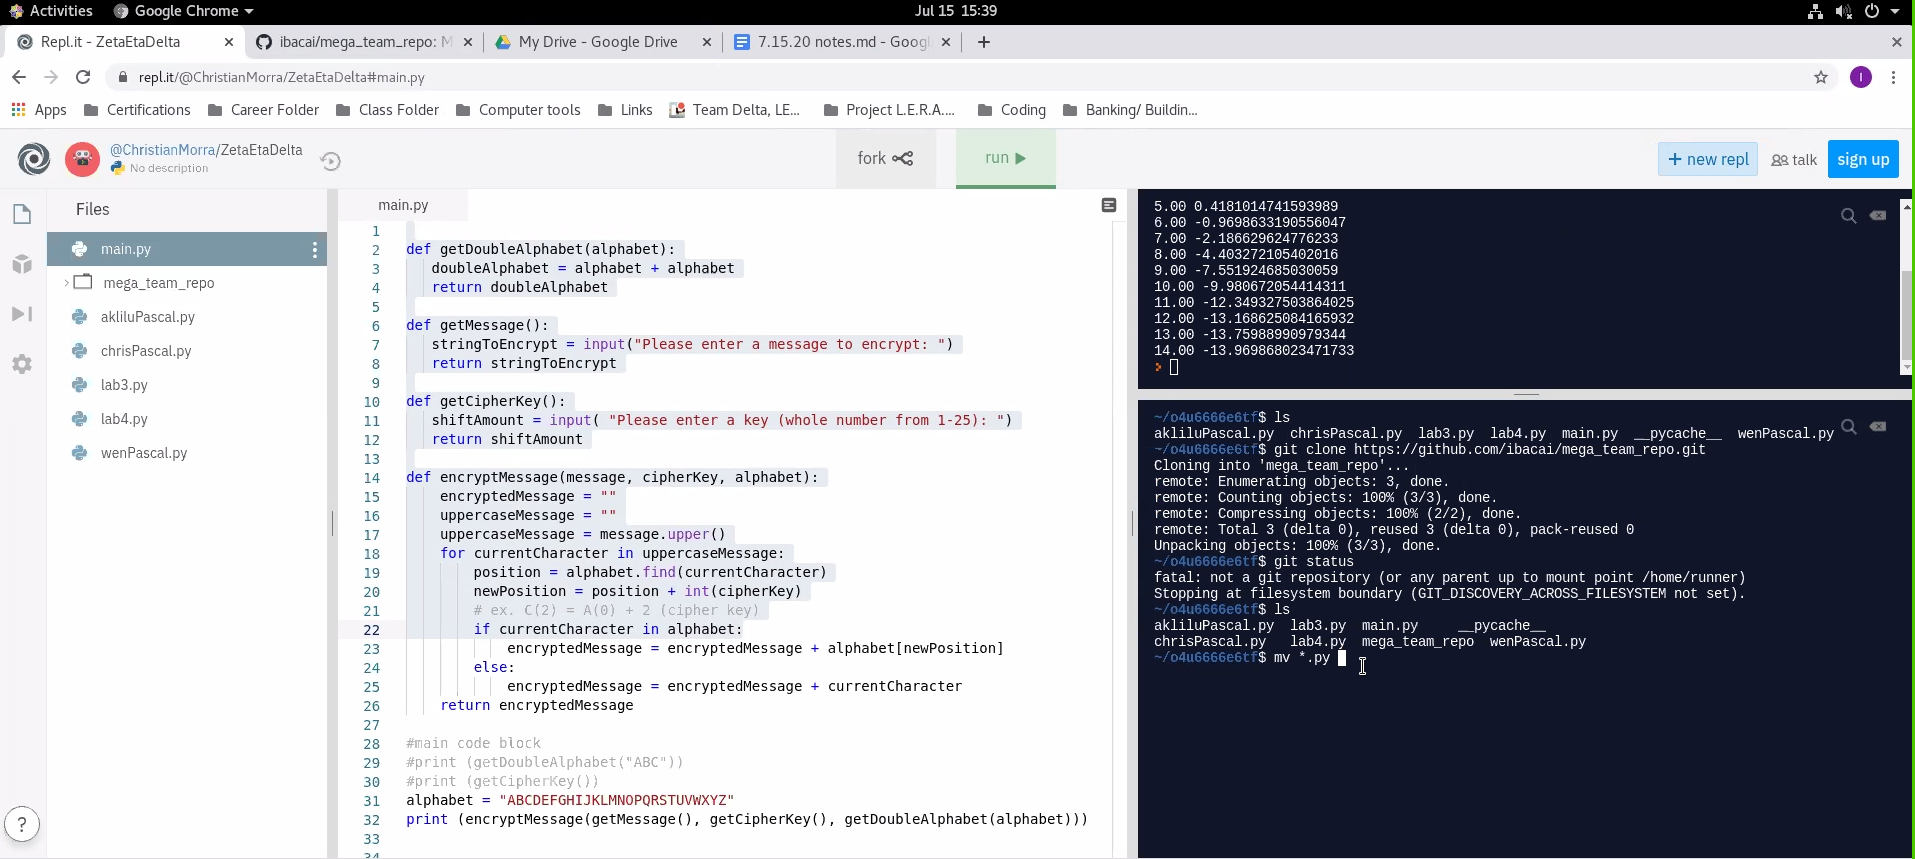 Activities Google Chrome Jul 15 15:39
Repl.it - ZetaEtaDelta ibacai/mega_team_repo: M My Drive - Google Drive 7.15.20 notes.md - Goog
repl.it/@ChristianMorra/ZetaEtaDelta#main.py I
Apps Certifications Career Folder Class Folder Computer tools Links Team Delta, LE... Project L.E.R.A.... Coding Banking/ Buildin...
@ChristianMorra/ZetaEtaDelta
No description
fork
run
+ new repl
talk
sign up
Files
main.py
mega_team_repo
akliluPascal.py
chrisPascal.py
lab3.py
lab4.py
wenPascal.py
?
main.py
1
2 def getDoubleAlphabet(alphabet):
3 doubleAlphabet = alphabet + alphabet
4 return doubleAlphabet
5
6 def getMessage():
7 stringToEncrypt = input("Please enter a message to encrypt: ")
8 return stringToEncrypt
9
10 def getCipherKey():
11 shiftAmount = input( "Please enter a key (whole number from 1-25): ")
12 return shiftAmount
13
14 def encryptMessage(message, cipherKey, alphabet):
15 encryptedMessage = ""
16 uppercaseMessage = ""
17 uppercaseMessage = message.upper()
18 for currentCharacter in uppercaseMessage:
19 position = alphabet.find(currentCharacter)
20 newPosition = position + int(cipherKey)
21 # ex. C(2) = A(0) + 2 (cipher key)
22 if currentCharacter in alphabet:
23 encryptedMessage = encryptedMessage + alphabet[newPosition]
24 else:
25 encryptedMessage = encryptedMessage + currentCharacter
26 return encryptedMessage
27
28 #main code block
29 #print (getDoubleAlphabet("ABC"))
30 #print (getCipherKey())
31 alphabet = "ABCDEFGHIJKLMNOPQRSTUVWXYZ"
32 print (encryptMessage(getMessage(), getCipherKey(), getDoubleAlphabet(alphabet)))
33
34
5.00 0.4181014741593989
6.00 -0.9698633190556047
7.00 -2.186629624776233
8.00 -4.403272105402016
9.00 -7.551924685030059
10.00 -9.980672054414311
11.00 -12.349327503864025
12.00 -13.168625084165932
13.00 -13.75988990979344
14.00 -13.969868023471733
~/o4u6666e6tf$ ls
akliluPascal.py chrisPascal.py lab3.py lab4.py main.py __pycache__ wenPascal.py
~/o4u6666e6tf$ git clone https://github.com/ibacai/mega_team_repo.git
Cloning into 'mega_team_repo'...
remote: Enumerating objects: 3, done.
remote: Counting objects: 100% (3/3), done.
remote: Compressing objects: 100% (2/2), done.
remote: Total 3 (delta 0), reused 3 (delta 0), pack-reused 0
Unpacking objects: 100% (3/3), done.
~/o4u6666e6tf$ git status
fatal: not a git repository (or any parent up to mount point /home/runner)
Stopping at filesystem boundary (GIT_DISCOVERY_ACROSS_FILESYSTEM not set).
~/o4u6666e6tf$ ls
akliluPascal.py lab3.py main.py __pycache__
chrisPascal.py lab4.py mega_team_repo wenPascal.py
~/o4u6666e6tf$ mv *.py